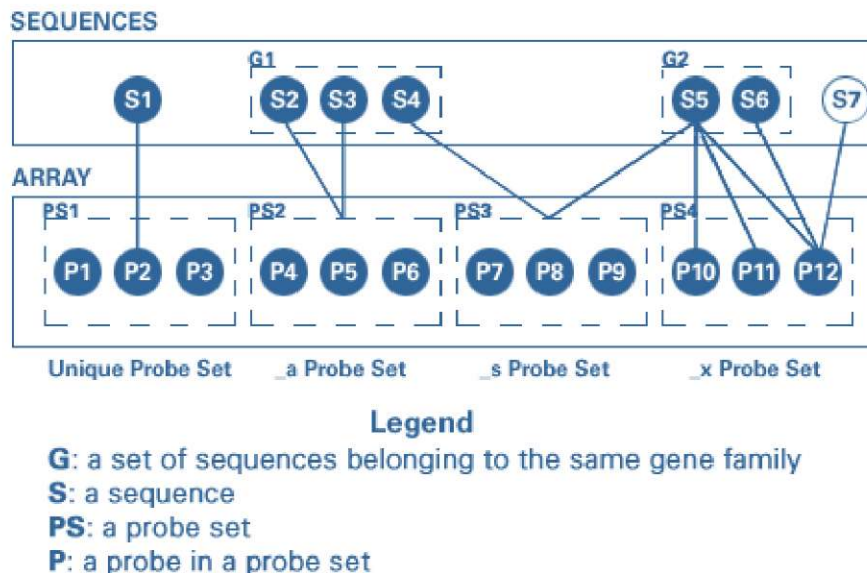 SEQUENCES
G1 G2
S1 S2 S3 S4 S5 S6 S7
ARRAY
PS1 PS2 PS3 PS4
P1 P2 P3 P4 P5 P6 P7 P8 P9 P10 P11 P12
Unique Probe Set _a Probe Set _s Probe Set _x Probe Set
Legend
G: a set of sequences belonging to the same gene family
S: a sequence
PS: a probe set
P: a probe in a probe set